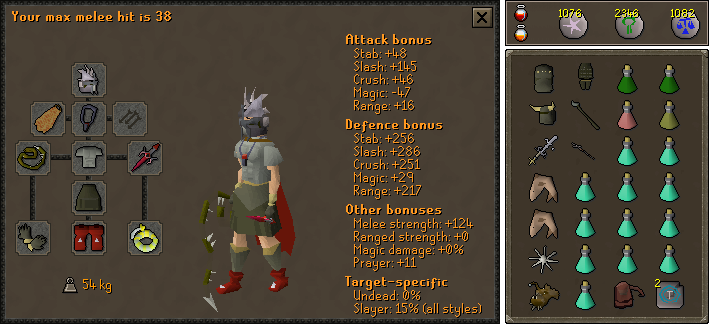 Your max melee hit is 38
Attack bonus
Stab: +48
Slash: +145
Crush: +46
Magic: -47
Range: +16
Defence bonus
Stab: +256
Slash: +286
Crush: +251
Magic: +29
Range: +217
Other bonuses
Melee strength: +124
Ranged strength: +0
Magic damage: +0%
Prayer: +11
Target-specific
Undead: 0%
Slayer: 15% (all styles)
54 kg
1076 2346 1082
2
T